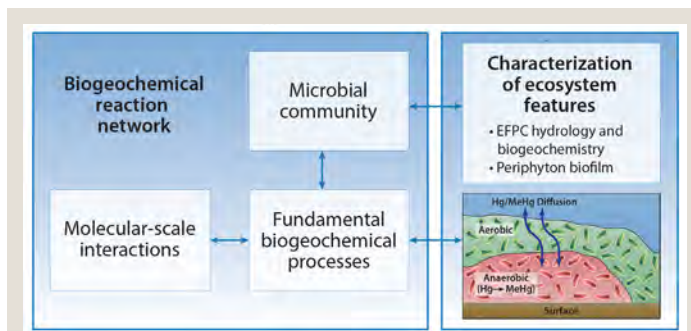 Biogeochemical
reaction
network
Microbial
community
Molecular-scale
interactions
Fundamental
biogeochemical
processes
Characterization
of ecosystem
features
• EFPC hydrology and
biogeochemistry
• Periphyton biofilm
Hg/MeHg Diffusion
Aerobic
Anaerobic
(Hg→ MeHg)
Surface